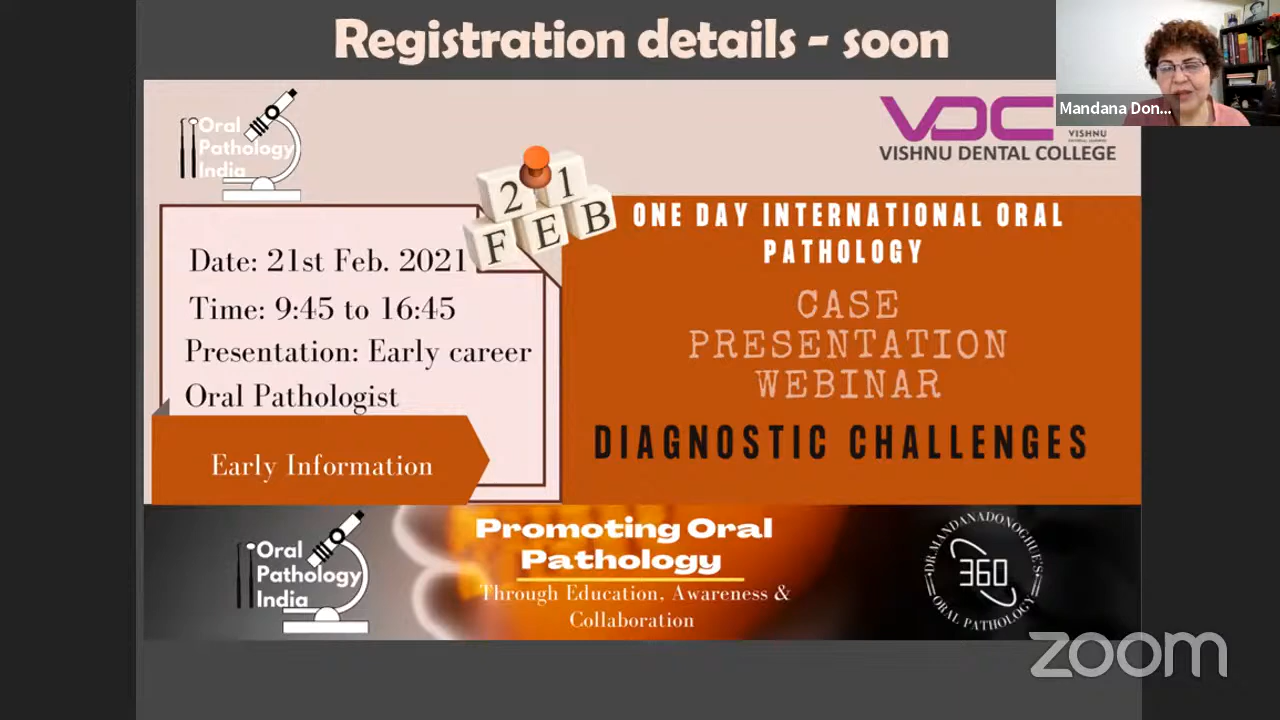 Registration details - soon
Mandana Don...
Oral
Pathology
India
VDC
VISHNU
VISHNU DENTAL COLLEGE
21
FEB
Date: 21st Feb. 2021
Time: 9:45 to 16:45
Presentation: Early career
Oral Pathologist
Early Information
ONE DAY INTERNATIONAL ORAL
PATHOLOGY
CASE
PRESENTATION
WEBINAR
DIAGNOSTIC CHALLENGES
Oral
Pathology
India
Promoting Oral
Pathology
Through Education, Awareness &
Collaboration
DR.MANDANADONOGHUE'S
360
ORAL PATHOLOGY
zoom